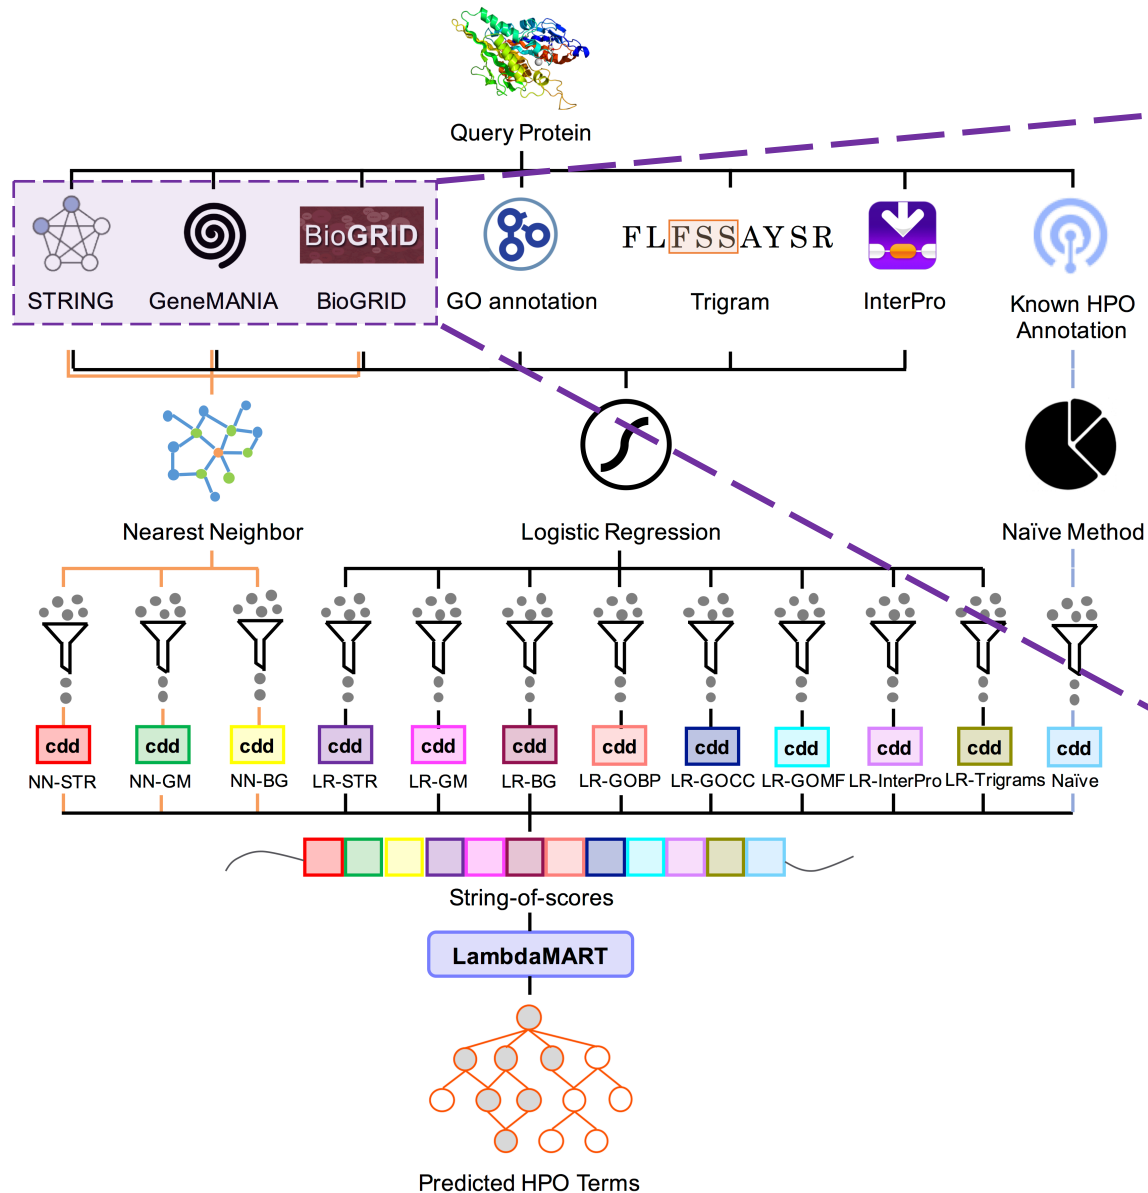 Query Protein
BioGRID
FLFSSAYSR
STRING
GeneMANIA
BioGRID
GO annotation
Trigram
InterPro
Known HPO
Annotation
Nearest Neighbor
Logistic Regression
Naïve Method
cdd
cdd
cdd
cdd
cdd
cdd
cdd
cdd
cdd
cdd
cdd
cdd
NN-STR
NN-GM
NN-BG
LR-STR
LR-GM
LR-BG
LR-GOBP
LR-GOCC
LR-GOMF
LR-InterPro
LR-Trigrams
Naïve
String-of-scores
LambdaMART
Predicted HPO Terms